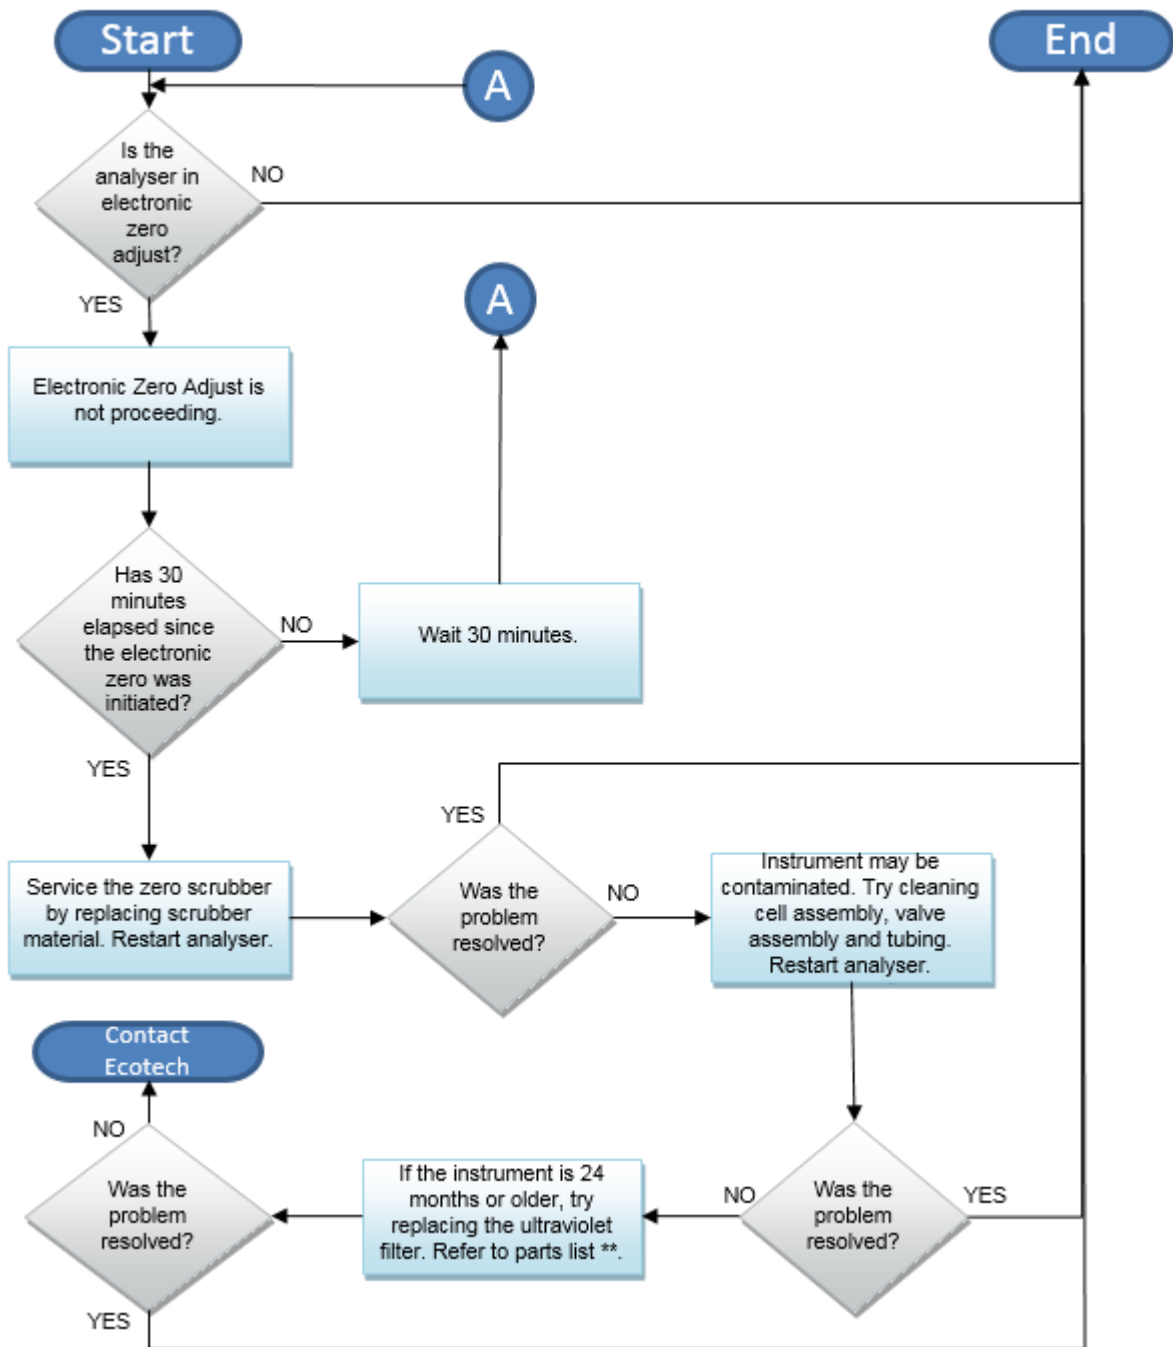 Start
End
A
Is the
analyser in
electronic
zero
adjust?
NO
YES
A
Electronic Zero Adjust is
not proceeding.
Has 30
minutes
elapsed since
the electronic
zero was
initiated?
NO
Wait 30 minutes.
YES
Service the zero scrubber
by replacing scrubber
material. Restart analyser.
YES
Was the
problem
resolved?
NO
Instrument may be
contaminated. Try cleaning
cell assembly, valve
assembly and tubing.
Restart analyser.
Was the
problem
resolved?
YES
NO
If the instrument is 24
months or older, try
replacing the ultraviolet
filter. Refer to parts list **.
Was the
problem
resolved?
NO
Contact
Ecotech
YES